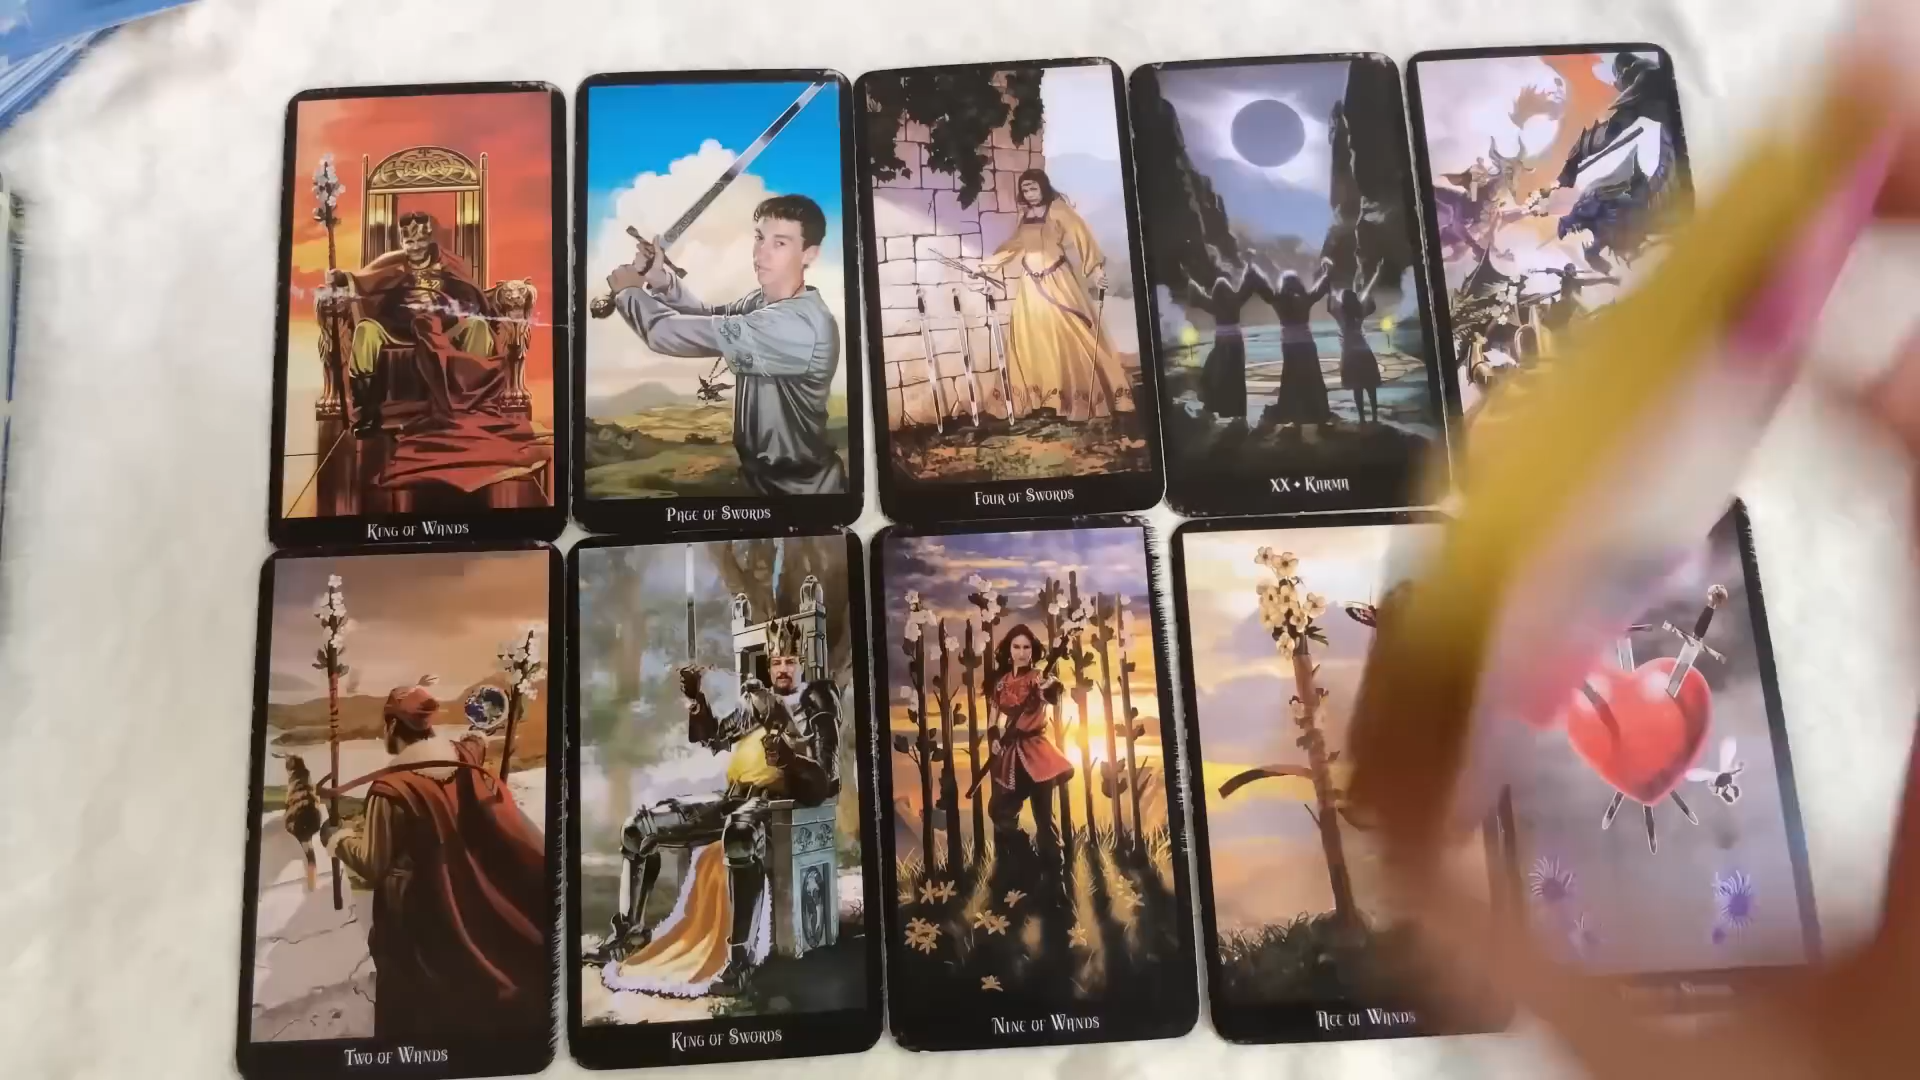 King of Wands
Page of Swords
Four of Swords
XX • Karma
Two of Wands
King of Swords
Nine of Wands
Ace of Wands